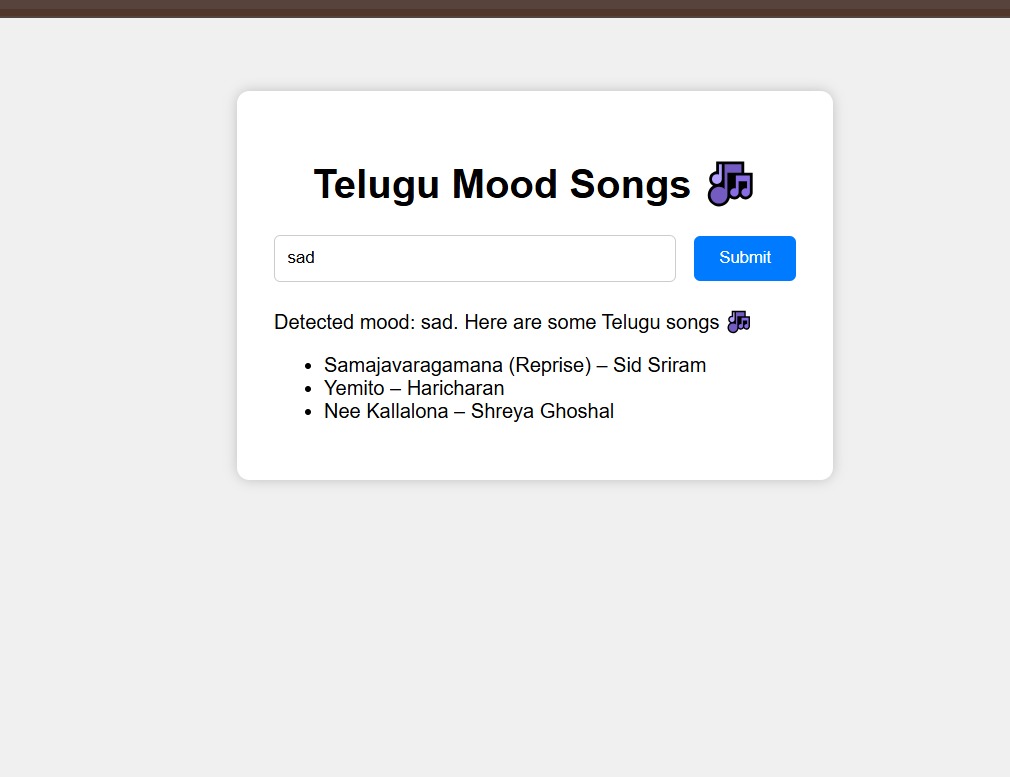 Telugu Mood Songs 🎶
sad
Submit
Detected mood: sad. Here are some Telugu songs 🎶
• Samajavaragamana (Reprise) – Sid Sriram
• Yemito – Haricharan
• Nee Kallalona – Shreya Ghoshal